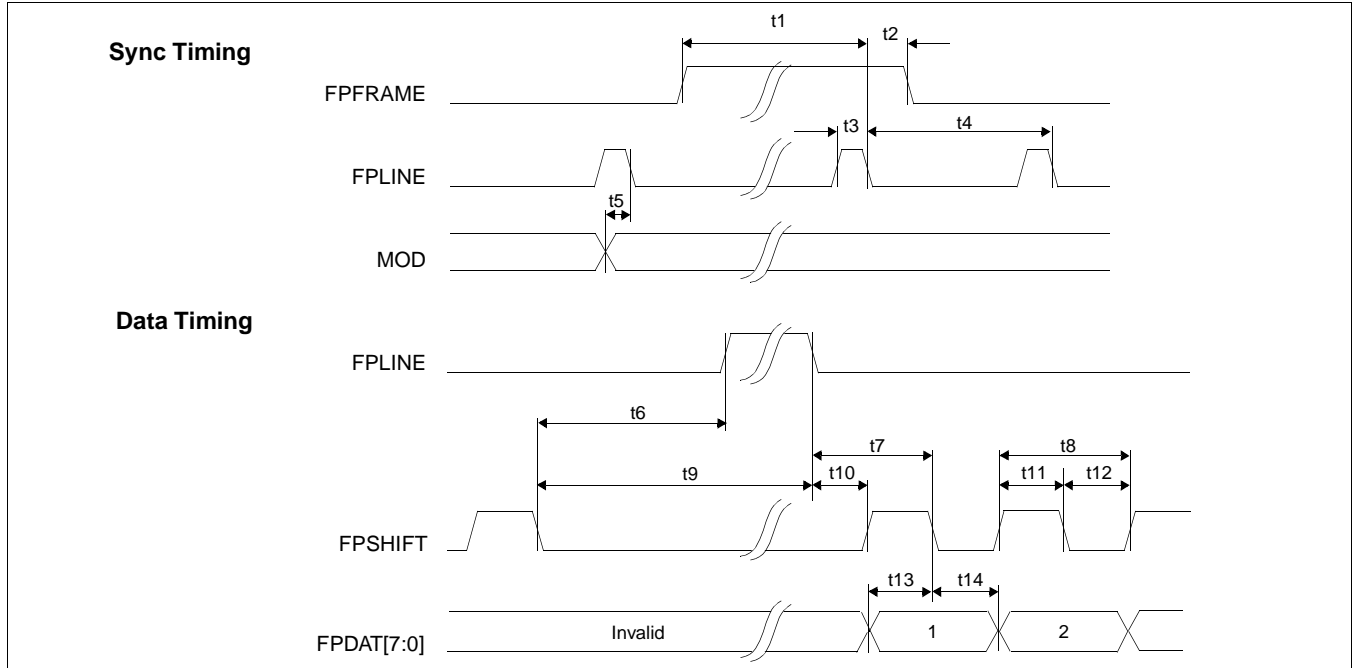 Sync Timing
t1
t2
FPFRAME
t3
t4
FPLINE
t5
MOD
Data Timing
FPLINE
t6
t7
t8
t9
t10
t11
t12
FPSHIFT
t13
t14
FPDAT[7:0]
Invalid
1
2